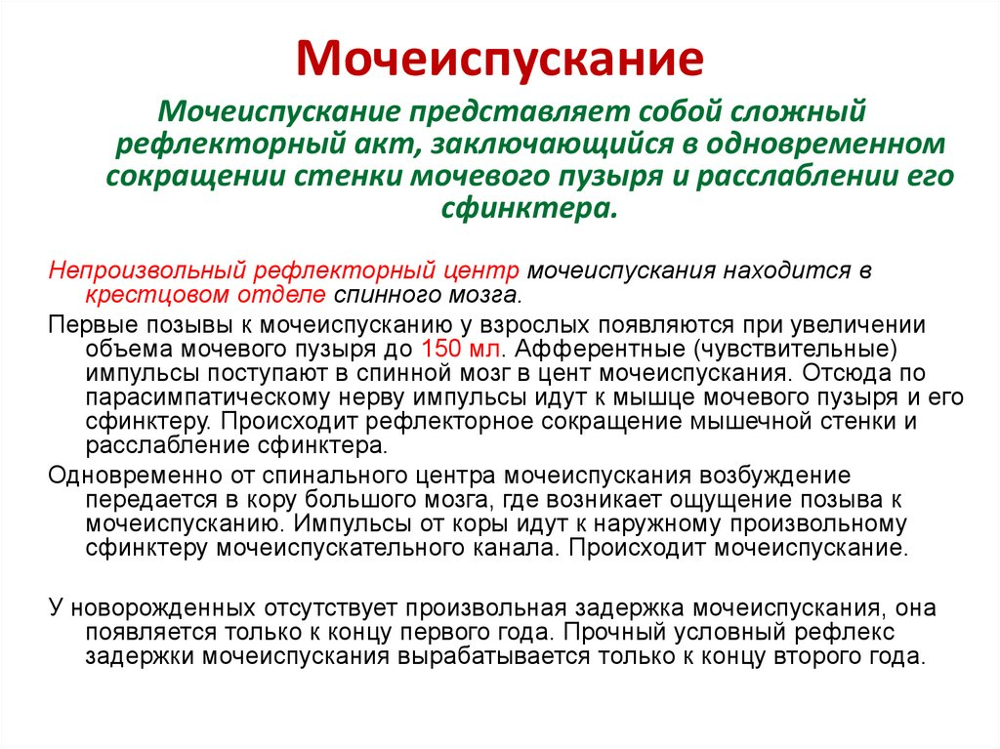 Мочеиспускание
Мочеиспускание представляет собой сложный
рефлекторный акт, заключающийся в одновременном
сокращении стенки мочевого пузыря и расслаблении его
сфинктера.
Непроизвольный рефлекторный центр мочеиспускания находится в
крестцовом отделе спинного мозга.
Первые позывы к мочеиспусканию у взрослых появляются при увеличении
объема мочевого пузыря до 150 мл. Афферентные (чувствительные)
импульсы поступают в спинной мозг в цент мочеиспускания. Отсюда по
парасимпатическому нерву импульсы идут к мышце мочевого пузыря и его
сфинктеру. Происходит рефлекторное сокращение мышечной стенки и
расслабление сфинктера.
Одновременно от спинального центра мочеиспускания возбуждение
передается в кору большого мозга, где возникает ощущение позыва к
мочеиспусканию. Импульсы от коры идут к наружному произвольному
сфинктеру мочеиспускательного канала. Происходит мочеиспускание.
У новорожденных отсутствует произвольная задержка мочеиспускания, она
появляется только к концу первого года. Прочный условный рефлекс
задержки мочеиспускания вырабатывается только к концу второго года.